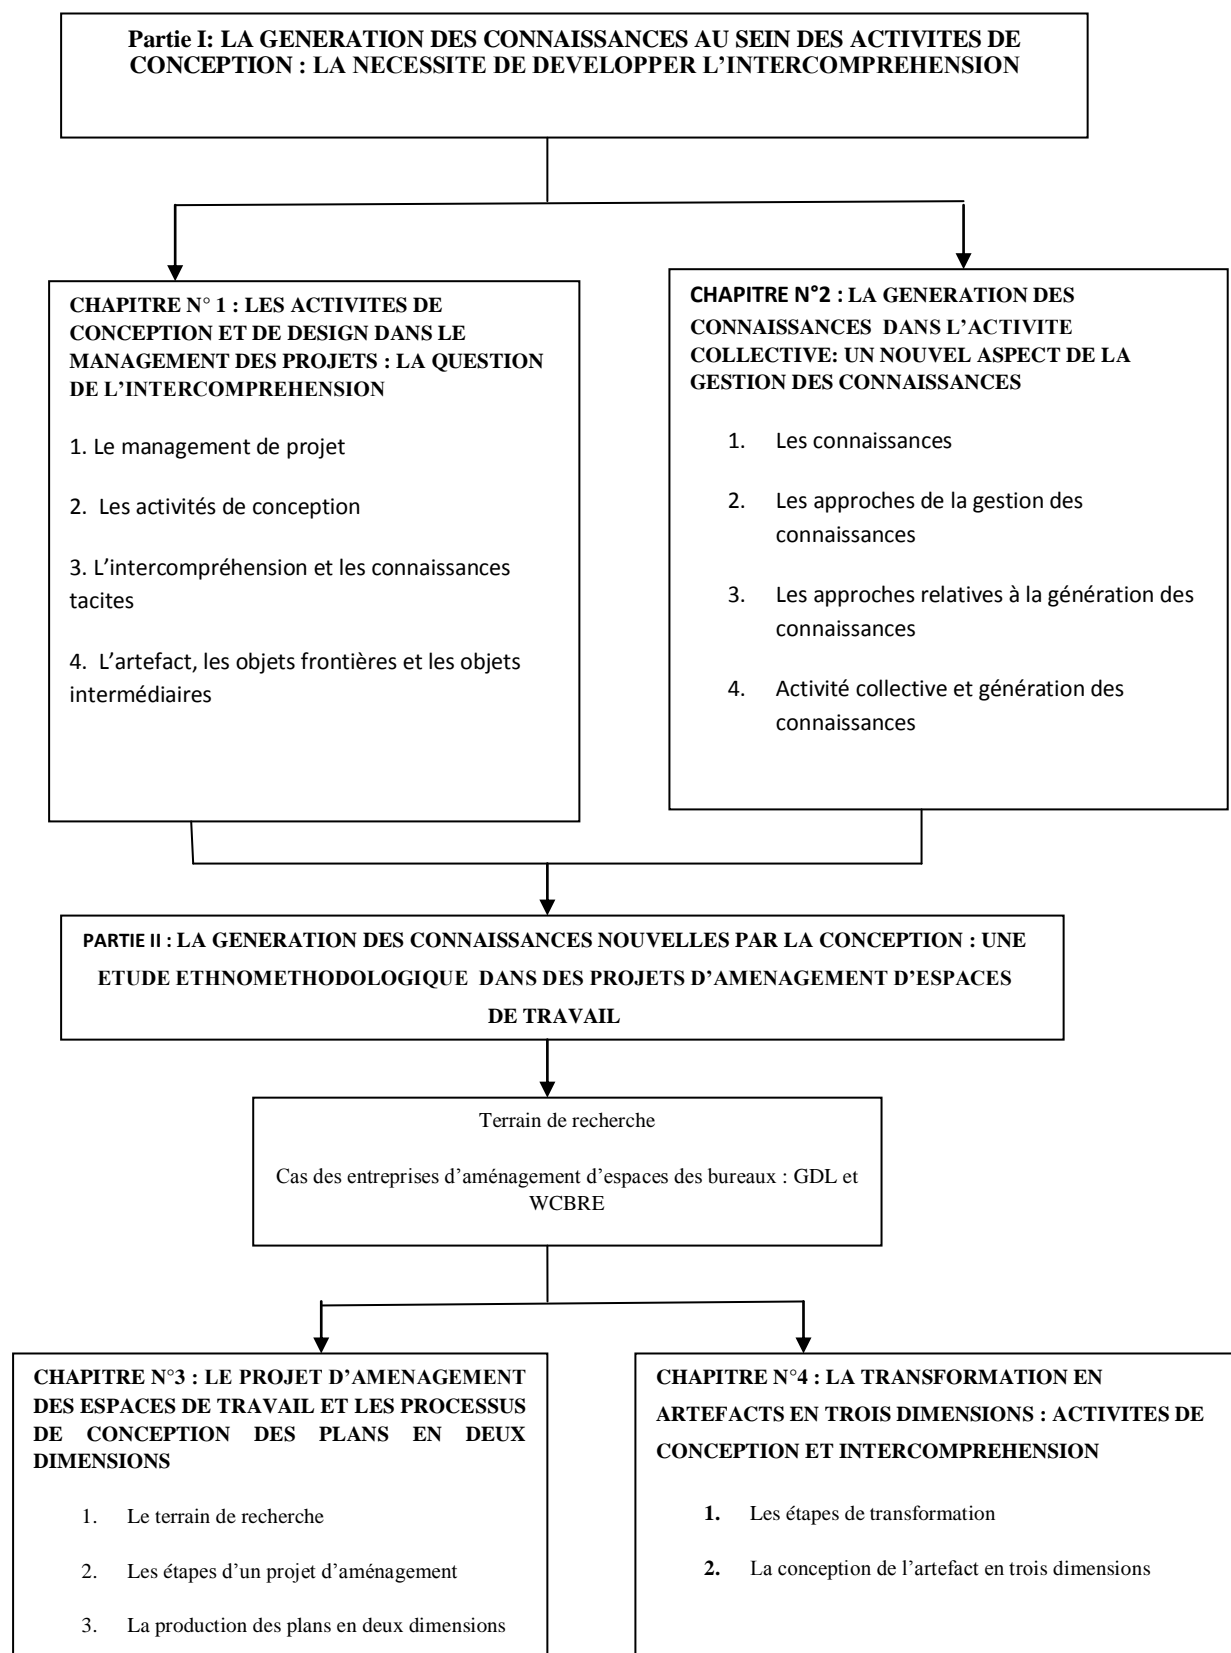 Partie I: LA GENERATION DES CONNAISSANCES AU SEIN DES ACTIVITES DE
CONCEPTION : LA NECESSITE DE DEVELOPPER L’INTERCOMPREHENSION
CHAPITRE N° 1 : LES ACTIVITES DE
CONCEPTION ET DE DESIGN DANS LE
MANAGEMENT DES PROJETS : LA QUESTION
DE L’INTERCOMPREHENSION
1. Le management de projet
2. Les activités de conception
3. L’intercompréhension et les connaissances
tacites
4. L’artefact, les objets frontières et les objets
intermédiaires
CHAPITRE N°2 : LA GENERATION DES
CONNAISSANCES DANS L’ACTIVITE
COLLECTIVE: UN NOUVEL ASPECT DE LA
GESTION DES CONNAISSANCES
1. Les connaissances
2. Les approches de la gestion des
connaissances
3. Les approches relatives à la génération des
connaissances
4. Activité collective et génération des
connaissances
PARTIE II : LA GENERATION DES CONNAISSANCES NOUVELLES PAR LA CONCEPTION : UNE
ETUDE ETHNOMETHODOLOGIQUE DANS DES PROJETS D’AMENAGEMENT D’ESPACES
DE TRAVAIL
Terrain de recherche
Cas des entreprises d’aménagement d’espaces des bureaux : GDL et
WCBRE
CHAPITRE N°3 : LE PROJET D’AMENAGEMENT
DES ESPACES DE TRAVAIL ET LES PROCESSUS
DE CONCEPTION DES PLANS EN DEUX
DIMENSIONS
1. Le terrain de recherche
2. Les étapes d’un projet d’aménagement
3. La production des plans en deux dimensions
CHAPITRE N°4 : LA TRANSFORMATION EN
ARTEFACTS EN TROIS DIMENSIONS : ACTIVITES DE
CONCEPTION ET INTERCOMPREHENSION
1. Les étapes de transformation
2. La conception de l’artefact en trois dimensions